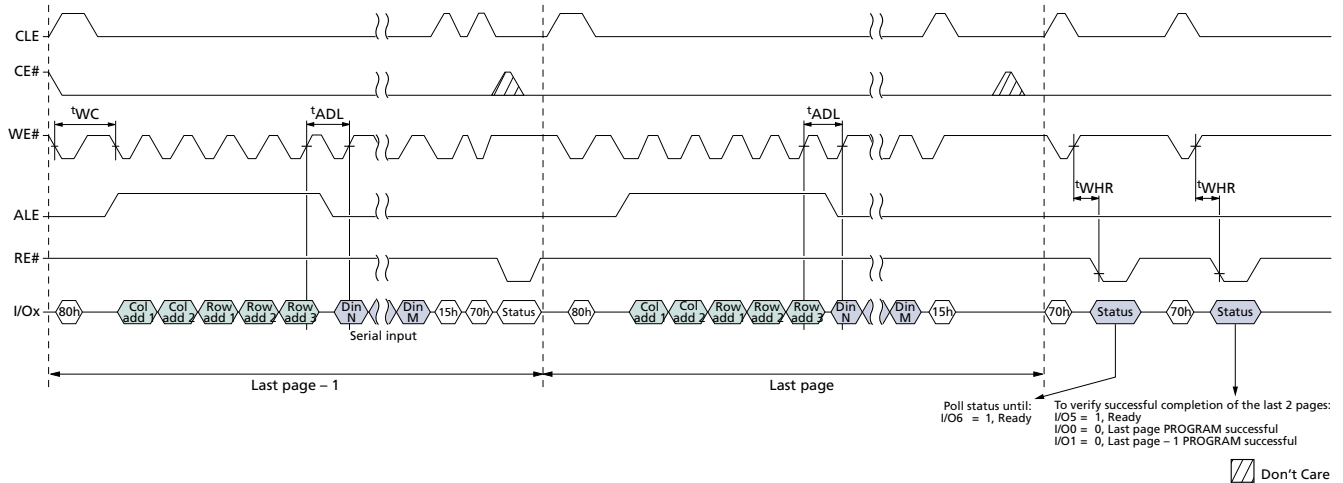 CLE
CE#
tWC
tADL
tADL
WE#
tWHR
tWHR
ALE
RE#
I/Ox
80h
Col add 1
Col add 2
Row add 1
Row add 2
Row add 3
Din N
Din M
15h
70h
Status
80h
Col add 1
Col add 2
Row add 1
Row add 2
Row add 3
Din N
Din M
15h
70h
Status
70h
Status
Serial input
Last page – 1
Last page
Poll status until:
I/O6 = 1, Ready
To verify successful completion of the last 2 pages:
I/O5 = 1, Ready
I/O0 = 0, Last page PROGRAM successful
I/O1 = 0, Last page – 1 PROGRAM successful
Don't Care